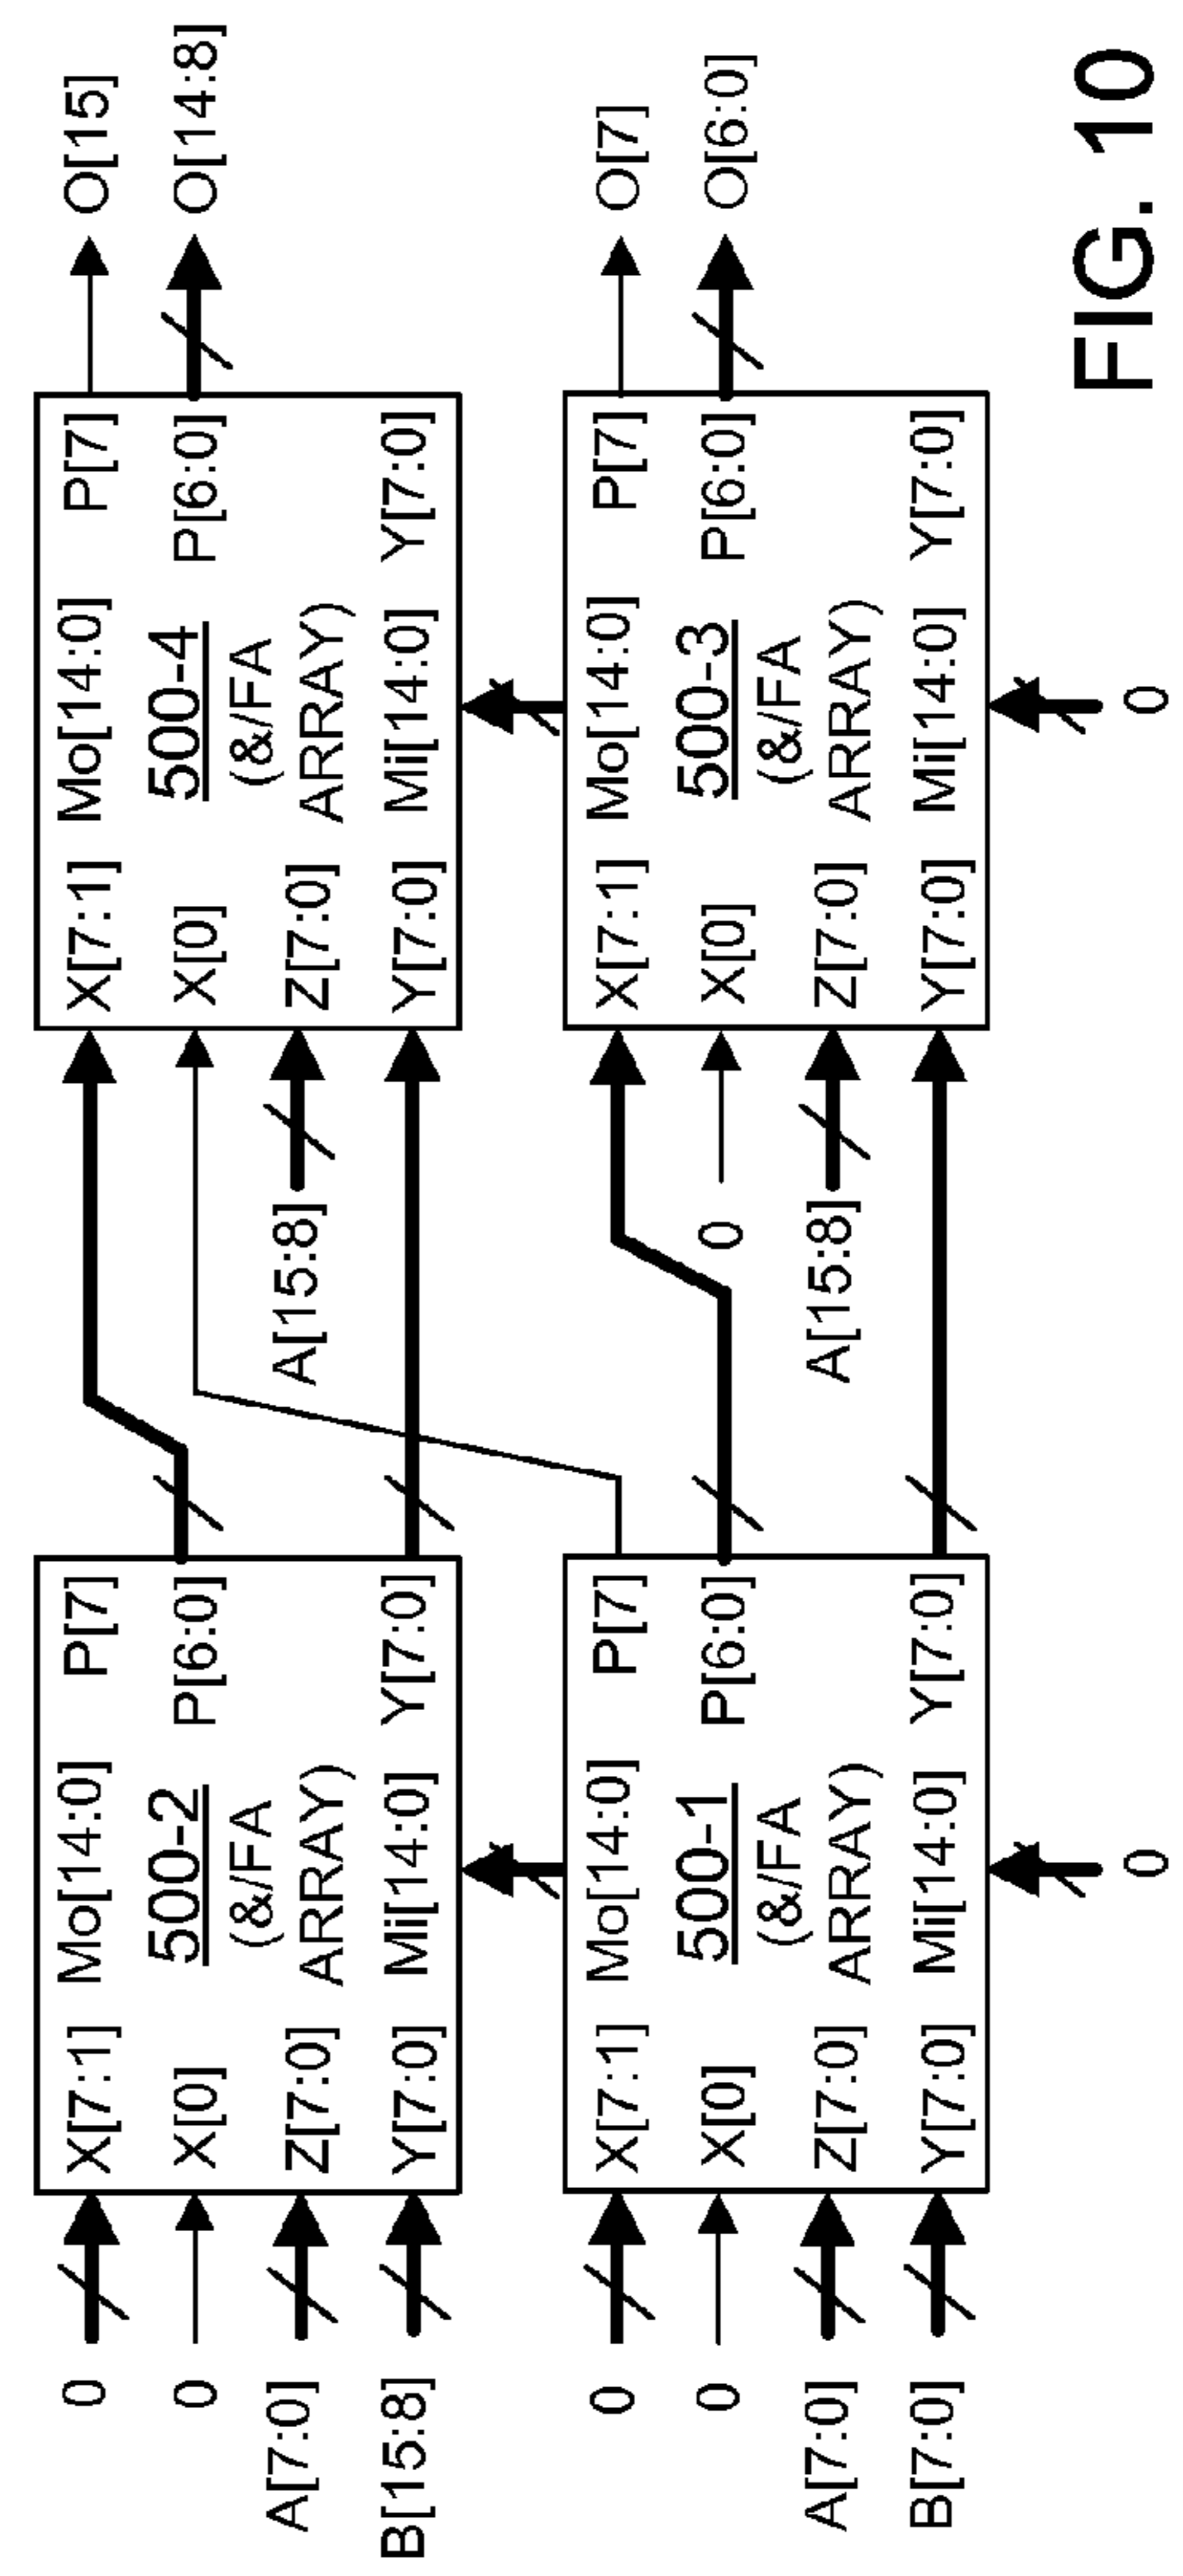 X[7:1] Mo[14:0] P[7]
X[0] 500-2 P[6:0]
(&/FA
Z[7:0] ARRAY)
Y[7:0] Mi[14:0] Y[7:0]
0
0
A[7:0]
B[15:8]
X[7:1] Mo[14:0] P[7]
X[0] 500-4 P[6:0]
(&/FA
Z[7:0] ARRAY)
Y[7:0] Mi[14:0] Y[7:0]
A[15:8]
O[15]
O[14:8]
X[7:1] Mo[14:0] P[7]
X[0] 500-1 P[6:0]
(&/FA
Z[7:0] ARRAY)
Y[7:0] Mi[14:0] Y[7:0]
0
0
A[7:0]
B[7:0]
0
X[7:1] Mo[14:0] P[7]
X[0] 500-3 P[6:0]
(&/FA
Z[7:0] ARRAY)
Y[7:0] Mi[14:0] Y[7:0]
0
A[15:8]
0
O[7]
O[6:0]
FIG. 10